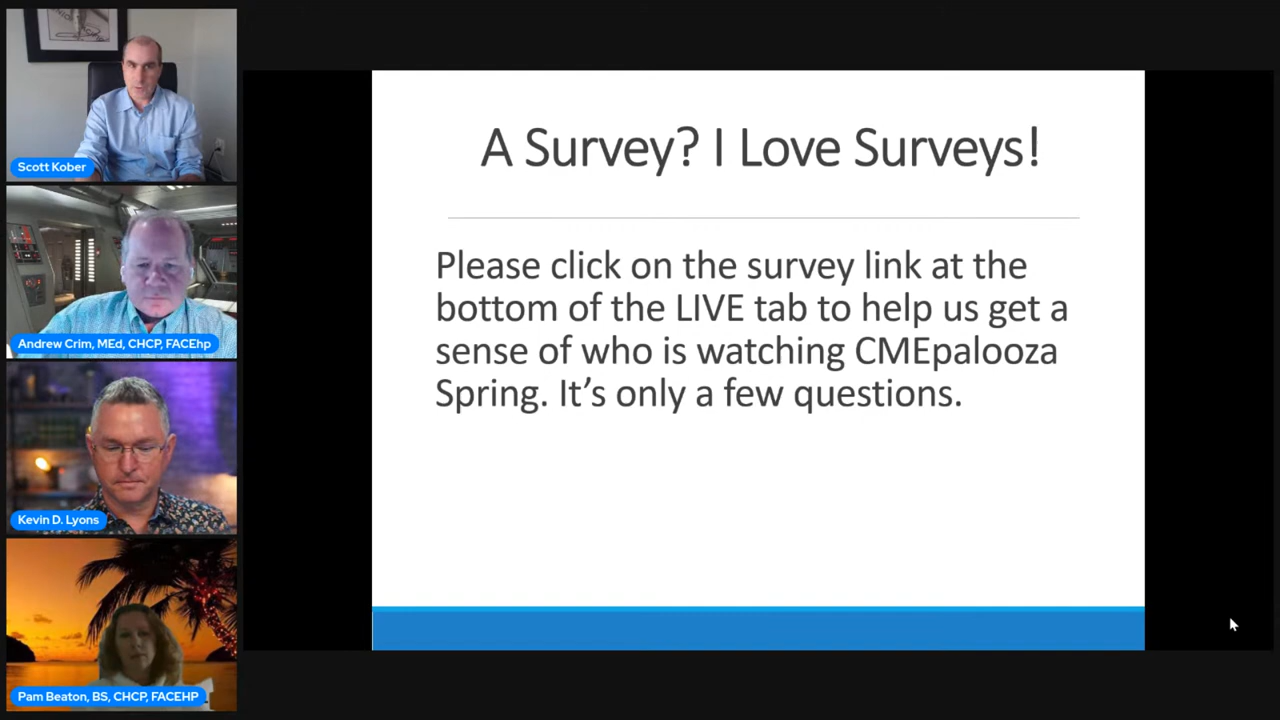 Scott Kober
Andrew Crim, MEd, CHCP, FACEhp
Kevin D. Lyons
Pam Beaton, BS, CHCP, FACEHP
A Survey? I Love Surveys!
Please click on the survey link at the
bottom of the LIVE tab to help us get a
sense of who is watching CMEpalooza
Spring. It’s only a few questions.